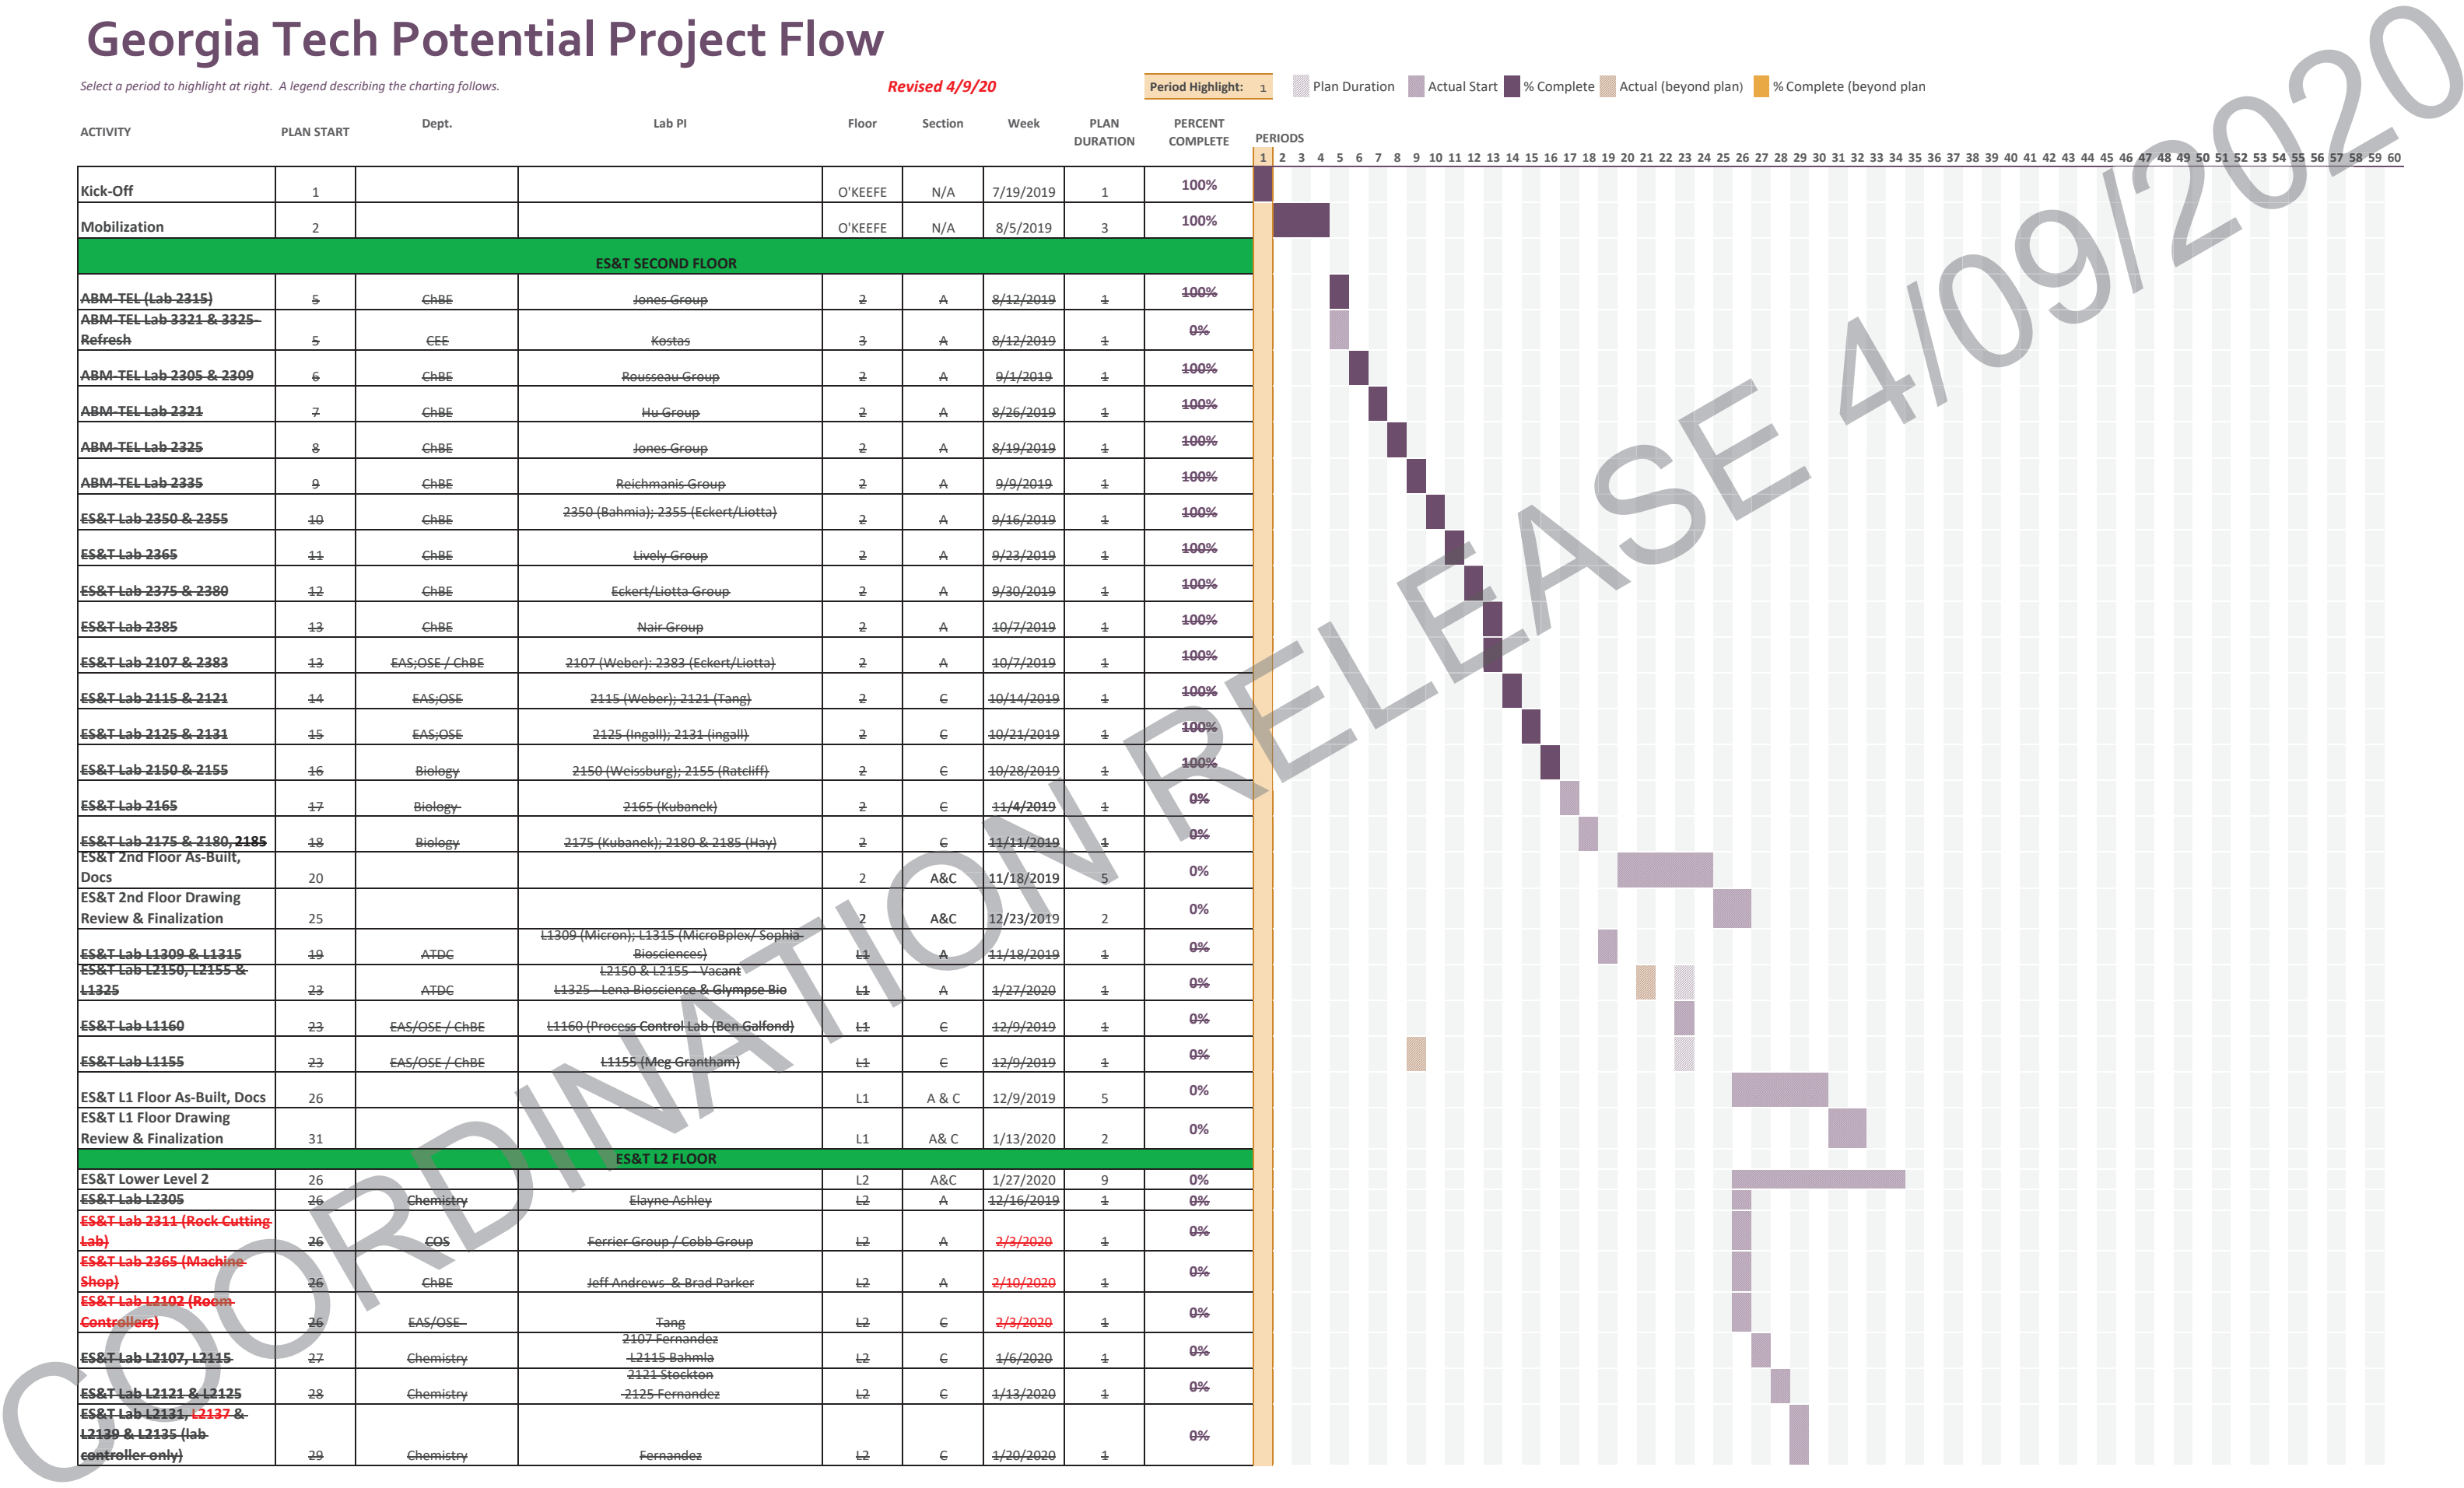 Georgia Tech Potential Project Flow
Select a period to highlight at right. A legend describing the charting follows.
Revised 4/9/20
Period Highlight: 1
Plan Duration
Actual Start
% Complete
Actual (beyond plan)
% Complete (beyond plan
ACTIVITY PLAN START Dept. Lab PI Floor Section Week PLAN DURATION PERCENT COMPLETE PERIODS
1 2 3 4 5 6 7 8 9 10 11 12 13 14 15 16 17 18 19 20 21 22 23 24 25 26 27 28 29 30 31 32 33 34 35 36 37 38 39 40 41 42 43 44 45 46 47 48 49 50 51 52 53 54 55 56 57 58 59 60
Kick-Off 1 O'KEEFE N/A 7/19/2019 1 100%
Mobilization 2 O'KEEFE N/A 8/5/2019 3 100%
ES&T SECOND FLOOR
ABM-TEL (Lab 2315) 5 ChBE Jones Group 2 A 8/12/2019 1 100%
ABM-TEL Lab 3321 & 3325-
Refresh 5 CEE Kostas 3 A 8/12/2019 1 0%
ABM-TEL Lab 2305 & 2309 6 ChBE Rousseau Group 2 A 9/1/2019 1 100%
ABM-TEL Lab 2321 7 ChBE Hu Group 2 A 8/26/2019 1 100%
ABM-TEL Lab 2325 8 ChBE Jones Group 2 A 8/19/2019 1 100%
ABM-TEL Lab 2335 9 ChBE Reichmanis Group 2 A 9/9/2019 1 100%
ES&T Lab 2350 & 2355 10 ChBE 2350 (Bahmia); 2355 (Eckert/Liotta) 2 A 9/16/2019 1 100%
ES&T Lab 2365 11 ChBE Lively Group 2 A 9/23/2019 1 100%
ES&T Lab 2375 & 2380 12 ChBE Eckert/Liotta Group 2 A 9/30/2019 1 100%
ES&T Lab 2385 13 ChBE Nair Group 2 A 10/7/2019 1 100%
ES&T Lab 2107 & 2383 13 EAS;OSE / ChBE 2107 (Weber): 2383 (Eckert/Liotta) 2 A 10/7/2019 1 100%
ES&T Lab 2115 & 2121 14 EAS;OSE 2115 (Weber); 2121 (Tang) 2 C 10/14/2019 1 100%
ES&T Lab 2125 & 2131 15 EAS;OSE 2125 (Ingall); 2131 (ingall) 2 C 10/21/2019 1 100%
ES&T Lab 2150 & 2155 16 Biology 2150 (Weissburg); 2155 (Ratcliff) 2 C 10/28/2019 1 100%
ES&T Lab 2165 17 Biology 2165 (Kubanek) 2 C 11/4/2019 1 0%
ES&T Lab 2175 & 2180, 2185 18 Biology 2175 (Kubanek); 2180 & 2185 (Hay) 2 C 11/11/2019 1 0%
ES&T 2nd Floor As-Built,
Docs 20 2 A&C 11/18/2019 5 0%
ES&T 2nd Floor Drawing
Review & Finalization 25 2 A&C 12/23/2019 2 0%
L1309 (Micron); L1315 (MicroBplex/ Sophia
ES&T Lab L1309 & L1315 19 ATDC Biosciences) L1 A 11/18/2019 1 0%
ES&T Lab L2150, L2155 & L2150 & L2155 - Vacant
L1325 23 ATDC L1325 - Lena Bioscience & Glympse Bio L1 A 1/27/2020 1 0%
ES&T Lab L1160 23 EAS/OSE / ChBE L1160 (Process Control Lab (Ben Galfond) L1 C 12/9/2019 1 0%
ES&T Lab L1155 23 EAS/OSE / ChBE L1155 (Meg Grantham) L1 C 12/9/2019 1 0%
ES&T L1 Floor As-Built, Docs 26 L1 A & C 12/9/2019 5 0%
ES&T L1 Floor Drawing
Review & Finalization 31 L1 A& C 1/13/2020 2 0%
ES&T L2 FLOOR
ES&T Lower Level 2 26 L2 A&C 1/27/2020 9 0%
ES&T Lab L2305 26 Chemistry Elayne Ashley L2 A 12/16/2019 1 0%
ES&T Lab 2311 (Rock Cutting
Lab) 26 COS Ferrier Group / Cobb Group L2 A 2/3/2020 1 0%
ES&T Lab 2365 (Machine
Shop) 26 ChBE Jeff Andrews & Brad Parker L2 A 2/10/2020 1 0%
ES&T Lab L2102 (Room
Controllers) 26 EAS/OSE Tang L2 C 2/3/2020 1 0%
2107 Fernandez
ES&T Lab L2107, L2115 27 Chemistry L2115 Bahmla L2 C 1/6/2020 1 0%
2121 Stockton
ES&T Lab L2121 & L2125 28 Chemistry 2125 Fernandez L2 C 1/13/2020 1 0%
ES&T Lab L2131, L2137 &
L2139 & L2135 (lab
controller only) 29 Chemistry Fernandez L2 C 1/20/2020 1 0%
COORDINATION RELEASE 4/09/2020